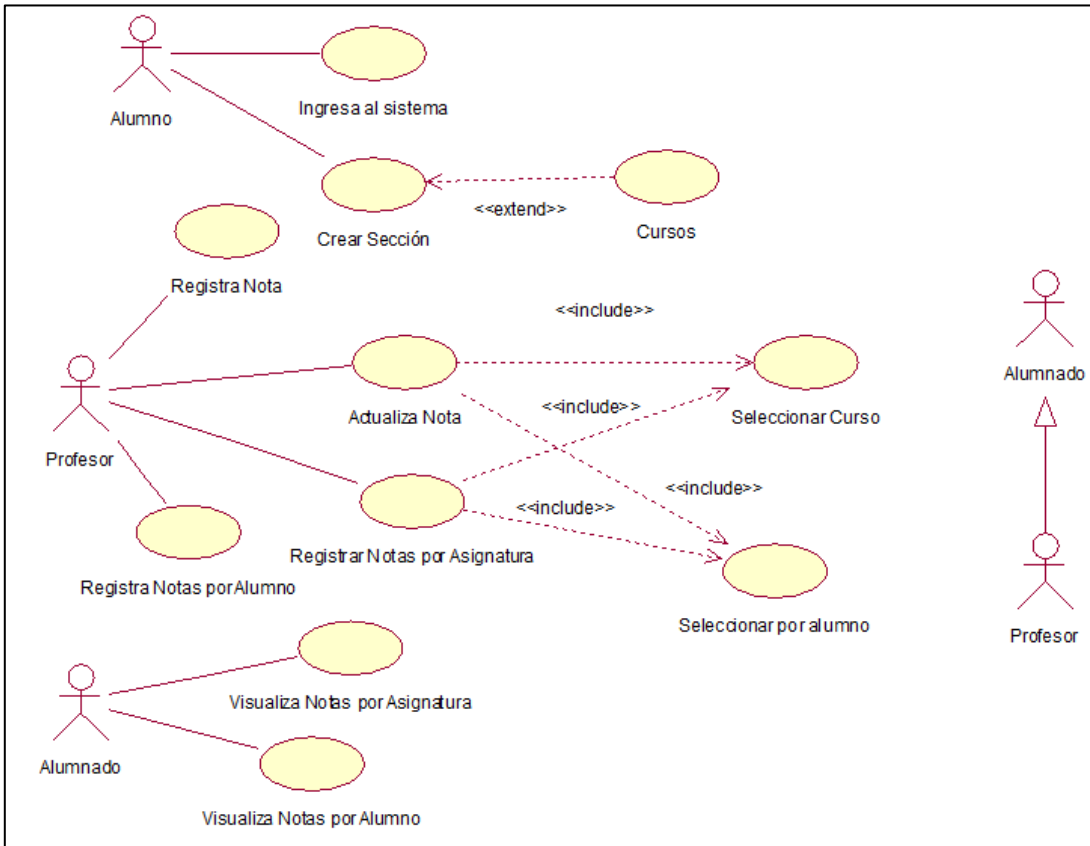 Ingresa al sistema
Alumno
<<extend>>
Crear Sección
Cursos
Registra Nota
<<include>>
Alumnado
Actualiza Nota
<<include>>
Seleccionar Curso
Profesor
<<include>>
<<include>>
Registrar Notas por Asignatura
Registra Notas por Alumno
Seleccionar por alumno
Profesor
Visualiza Notas por Asignatura
Alumnado
Visualiza Notas por Alumno